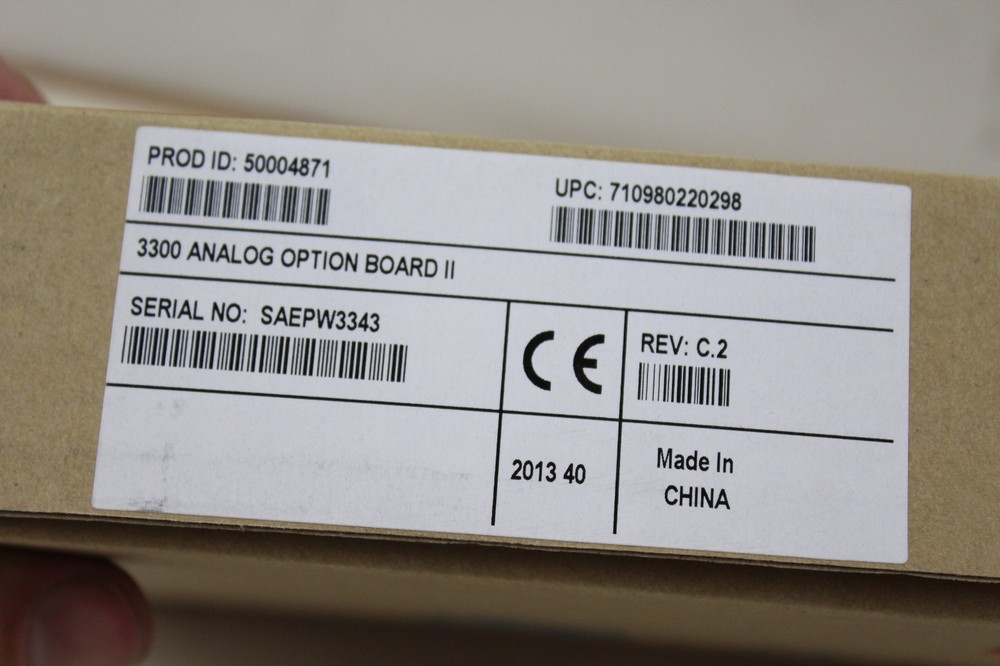 PROD ID: 50004871
UPC: 710980220298
3300 ANALOG OPTION BOARD II
SERIAL NO: SAEPW3343
CE
REV: C.2
2013 40
Made In
CHINA